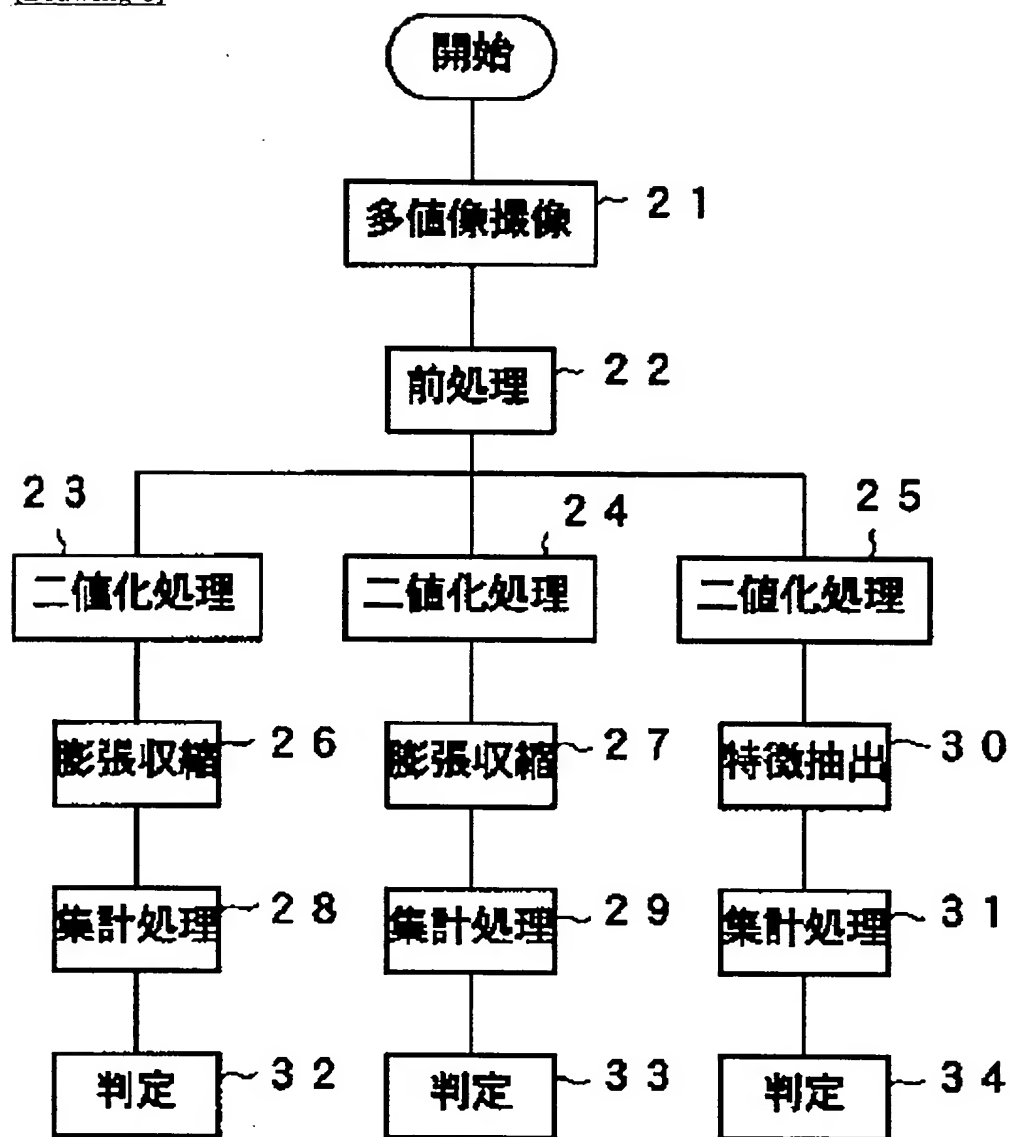 開始
多値像撮像 21
前処理 22
23 24 25
二値化処理 二値化処理 二値化処理
膨張収縮 26 膨張収縮 27 特徴抽出 30
集計処理 28 集計処理 29 集計処理 31
判定 32 判定 33 判定 34